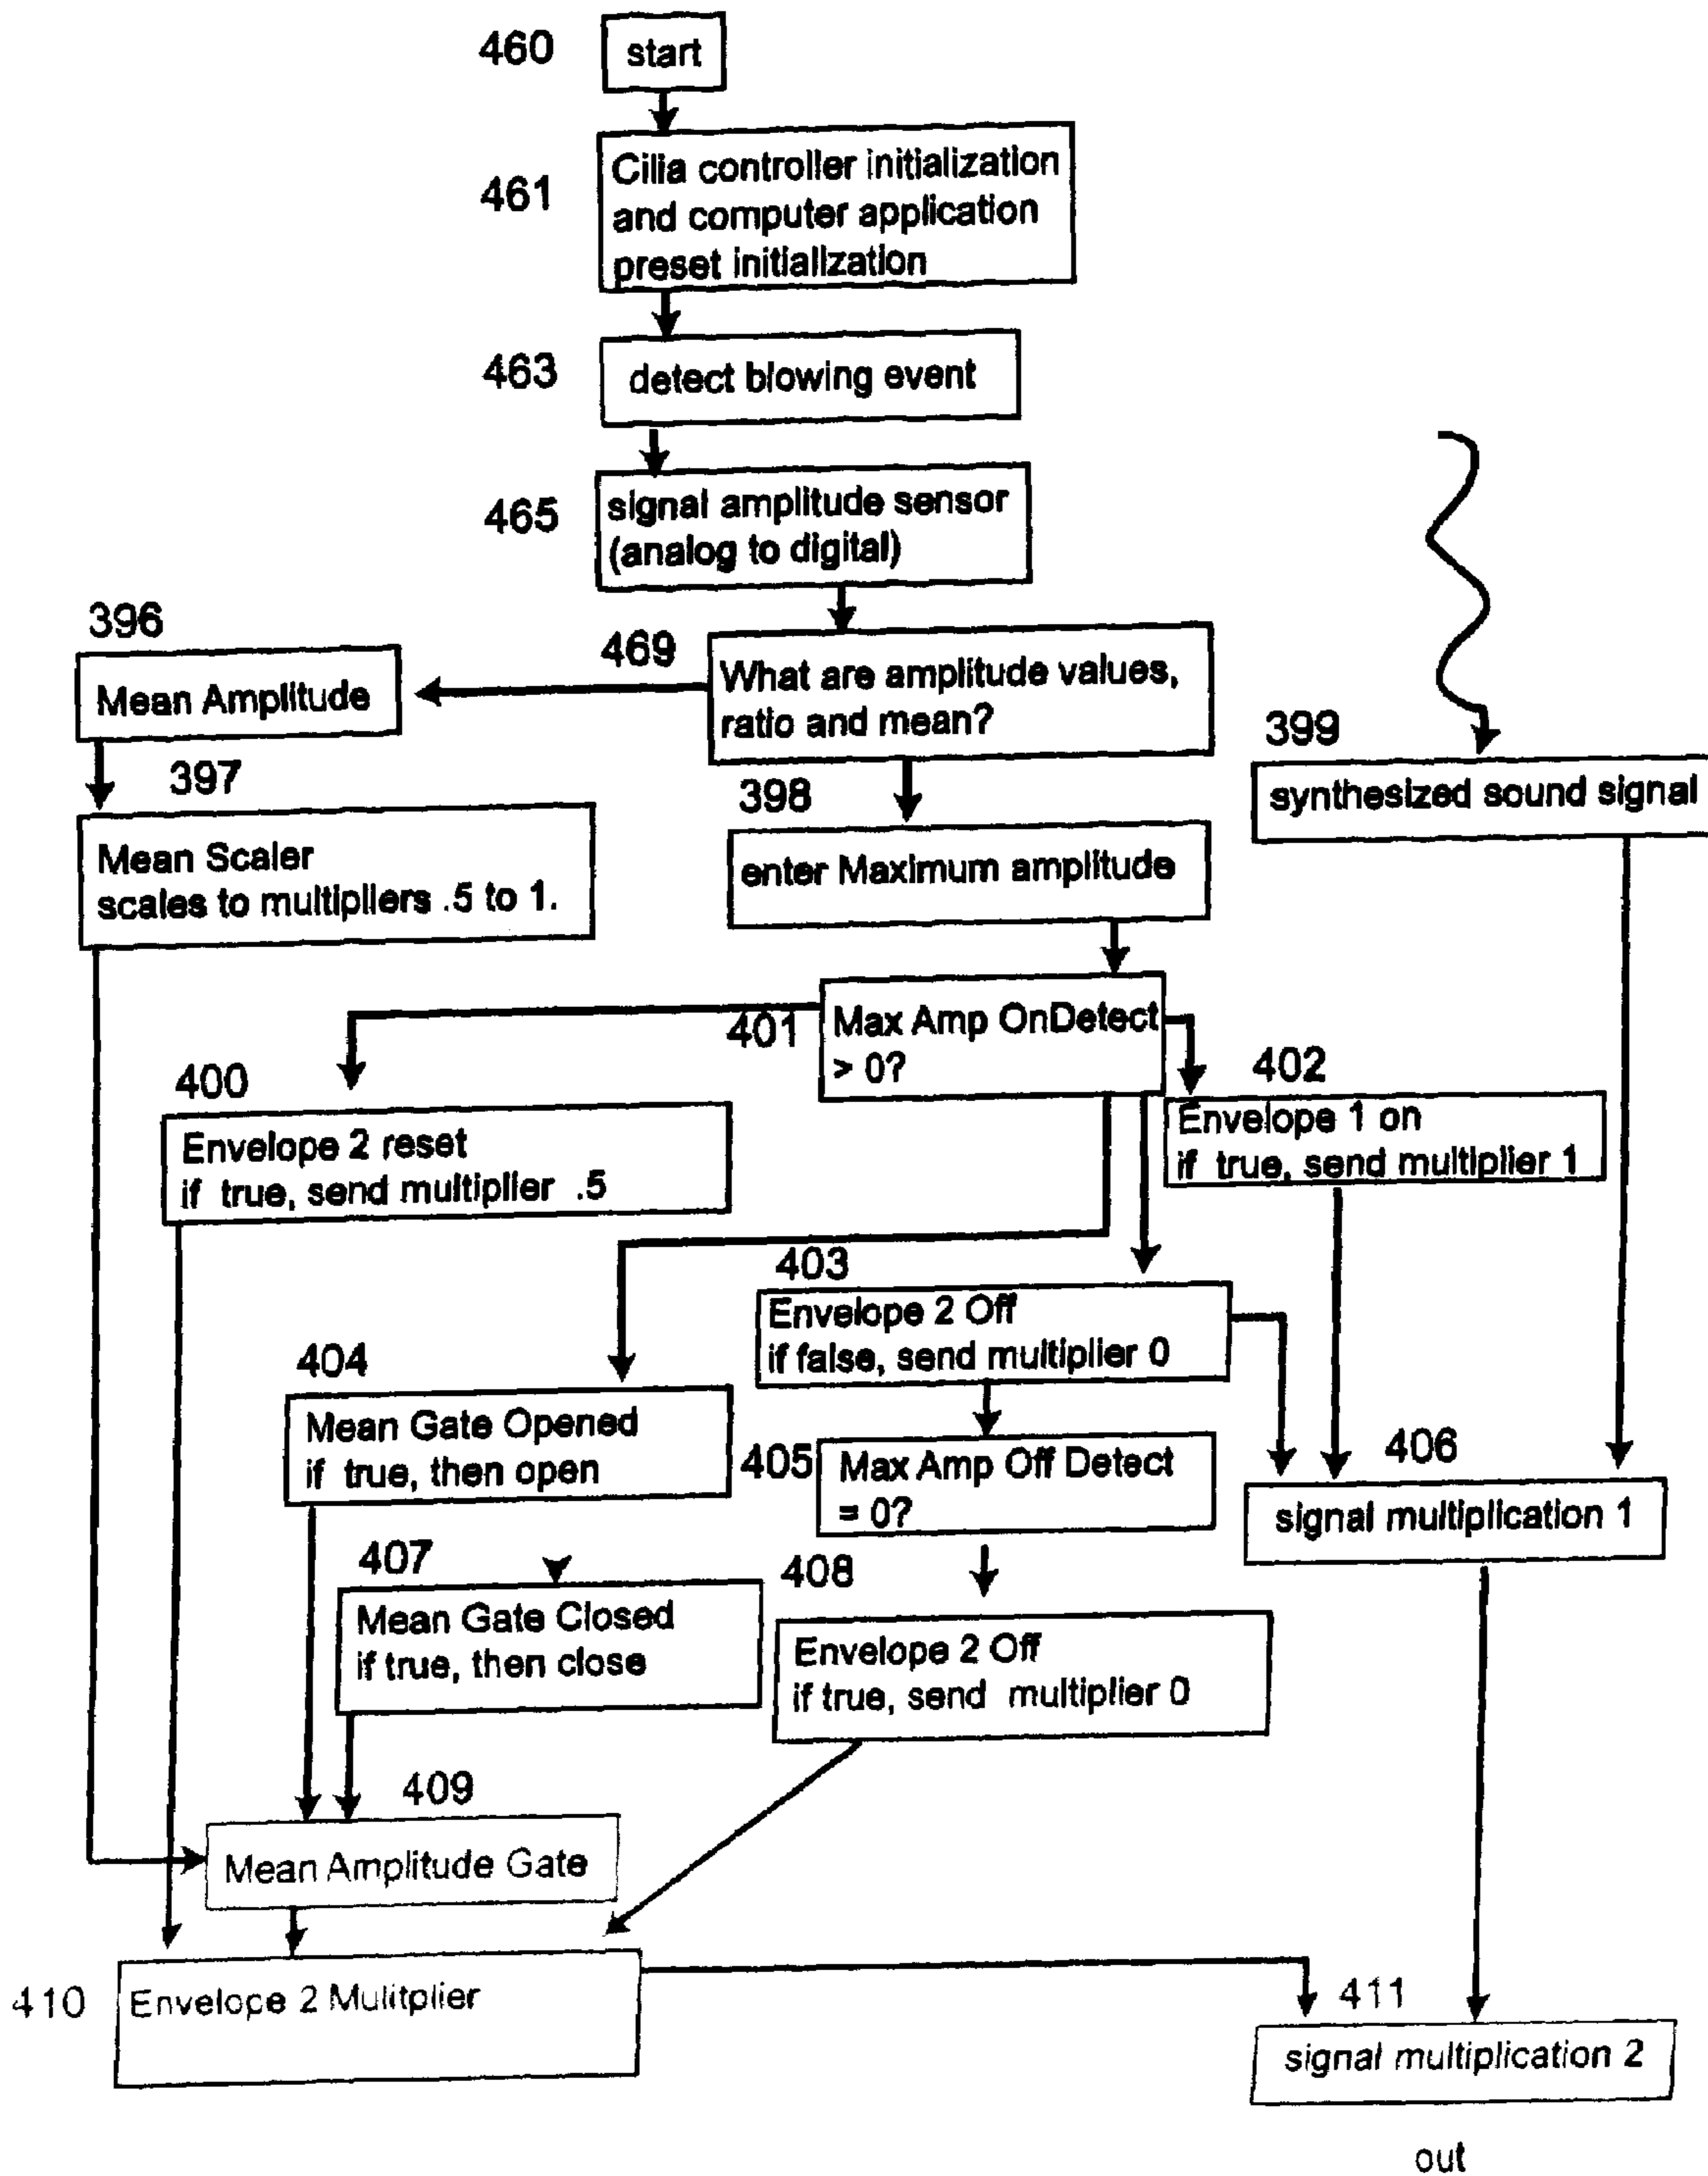 460
start
461
Cilia controller initialization
and computer application
preset initialization
463
detect blowing event
465
signal amplitude sensor
(analog to digital)
396
Mean Amplitude
469
What are amplitude values,
ratio and mean?
397
Mean Scaler
scales to multipliers .5 to 1.
398
enter Maximum amplitude
399
synthesized sound signal
401
Max Amp OnDetect
> 0?
400
Envelope 2 reset
if true, send multiplier .5
402
Envelope 1 on
if true, send multiplier 1
403
Envelope 2 Off
if false, send multiplier 0
404
Mean Gate Opened
if true, then open
405
Max Amp Off Detect
= 0?
406
signal multiplication 1
407
Mean Gate Closed
if true, then close
408
Envelope 2 Off
if true, send multiplier 0
409
Mean Amplitude Gate
410
Envelope 2 Mulitplier
411
signal multiplication 2
out